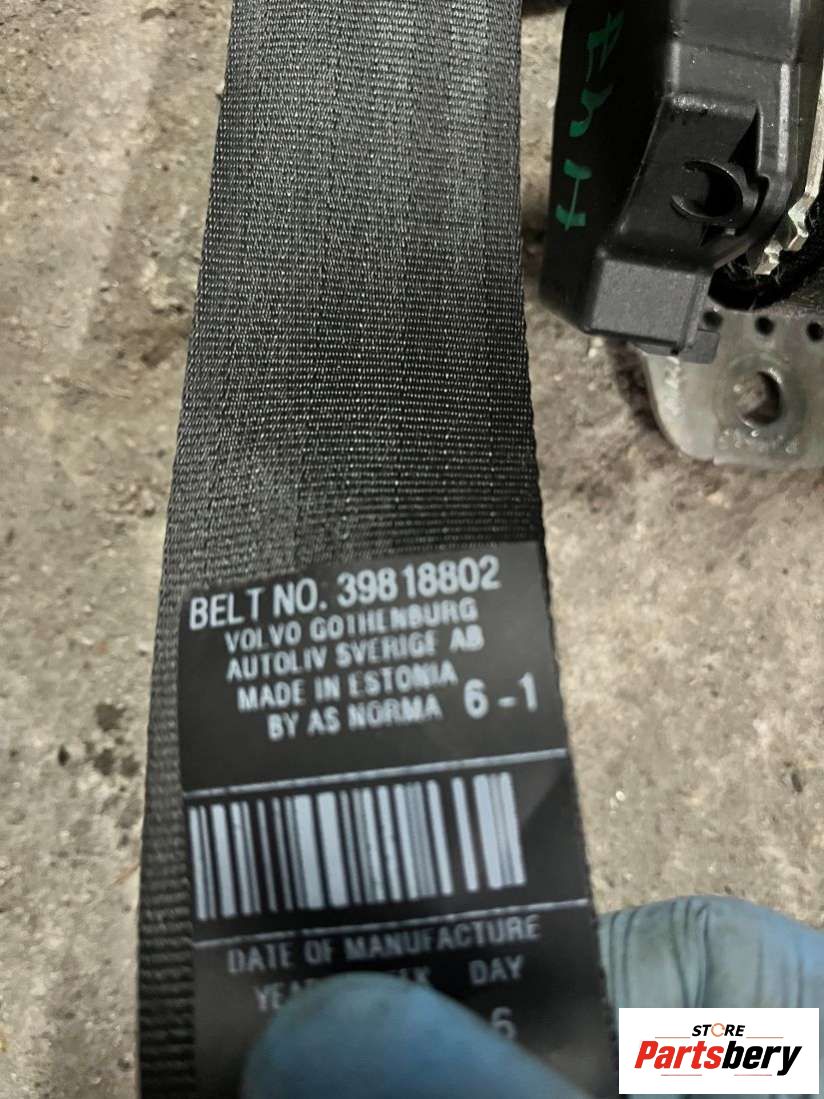 BELT NO. 39818802
VOLVO GOTHENBURG
AUTOLIV SVERIGE AB
MADE IN ESTONIA
BY AS NORMA 6-1
DATE OF MANUFACTURE
DAY
STORE
Partsbery